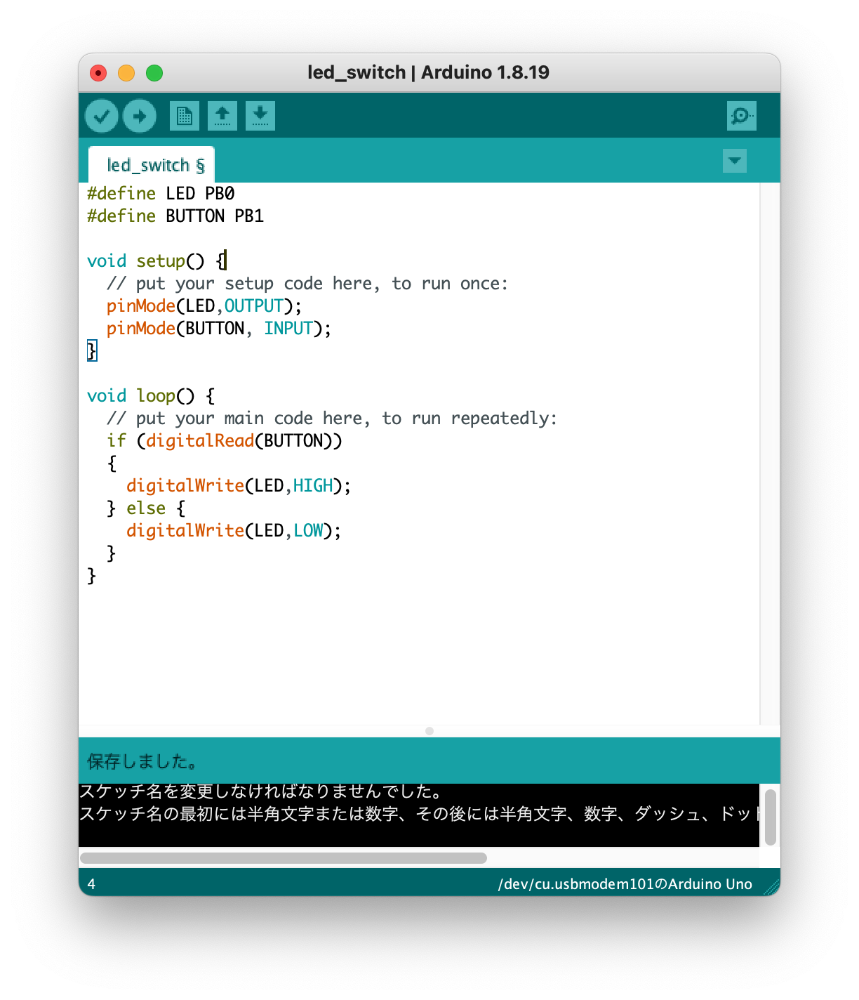 led_switch | Arduino 1.8.19
led_switch §
#define LED PB0
#define BUTTON PB1
void setup() {
  // put your setup code here, to run once:
  pinMode(LED,OUTPUT);
  pinMode(BUTTON, INPUT);
}
void loop() {
  // put your main code here, to run repeatedly:
  if (digitalRead(BUTTON))
  {
    digitalWrite(LED,HIGH);
  } else {
    digitalWrite(LED,LOW);
  }
}
保存しました。
スケッチ名を変更しなければなりませんでした。
スケッチ名の最初には半角文字または数字、その後には半角文字、数字、ダッシュ、ドット
4
/dev/cu.usbmodem101のArduino Uno